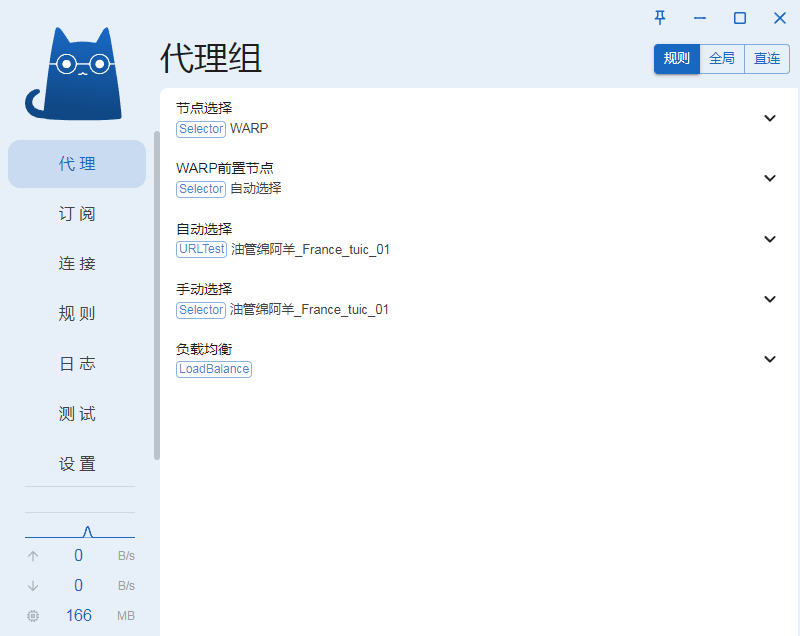 代理组
规则 全局 直连
代 理
订 阅
连 接
规 则
日 志
测 试
设 置
0 B/s
0 B/s
166 MB
节点选择
Selector WARP
WARP前置节点
Selector 自动选择
自动选择
URLTest 油管绵阿羊_France_tuic_01
手动选择
Selector 油管绵阿羊_France_tuic_01
负载均衡
LoadBalance